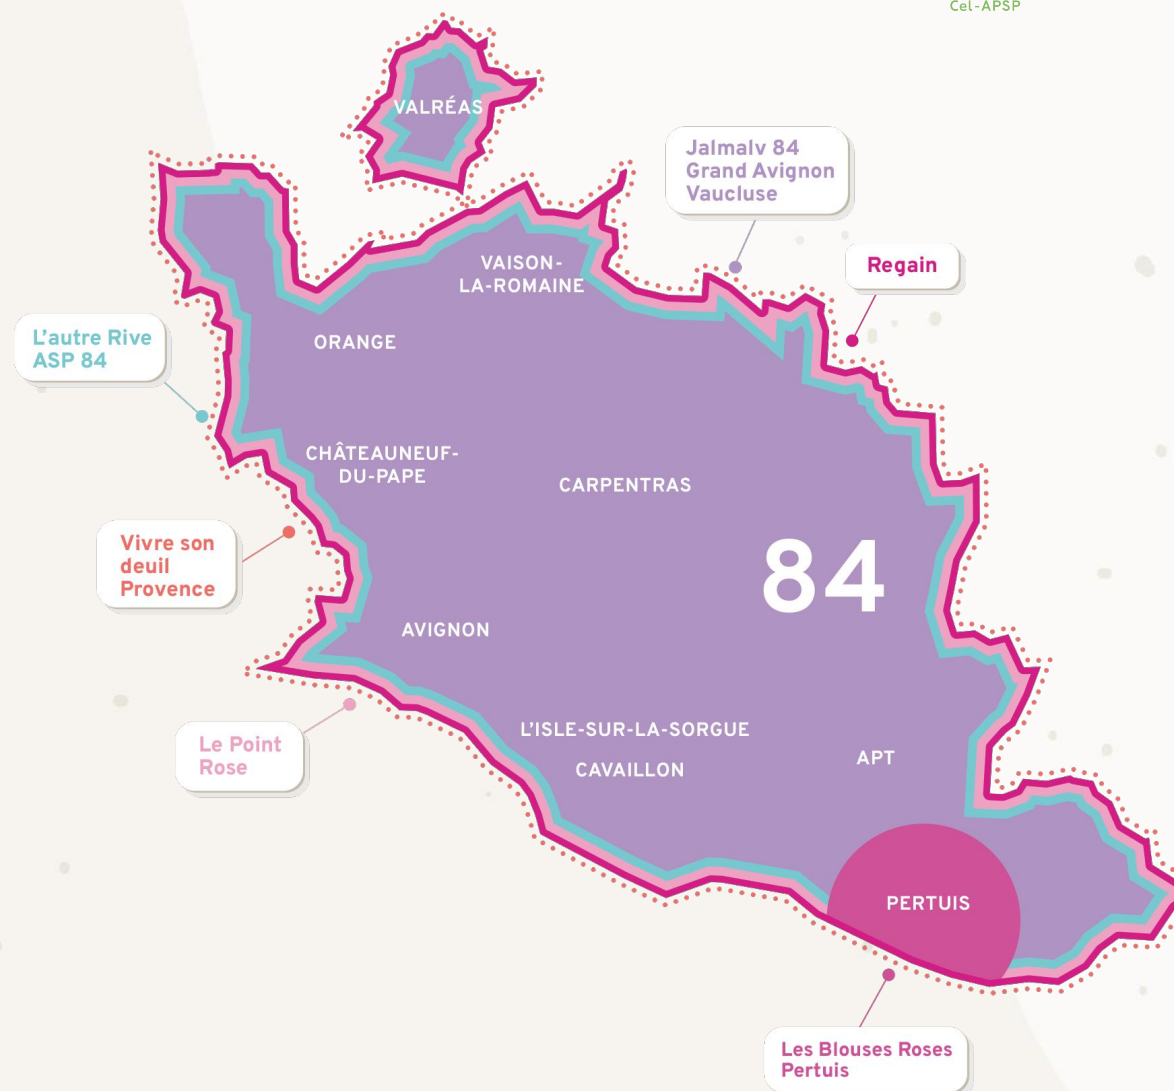 Cel-APSP
VALRÉAS
Jalmalv 84
Grand Avignon
Vaucluse
VAISON-
LA-ROMAINE
Regain
L'autre Rive
ASP 84
ORANGE
CHÂTEAUNEUF-
DU-PAPE
CARPENTRAS
Vivre son
deuil
Provence
84
AVIGNON
Le Point
Rose
L'ISLE-SUR-LA-SORGUE
CAVAILLON
APT
PERTUIS
Les Blouses Roses
Pertuis